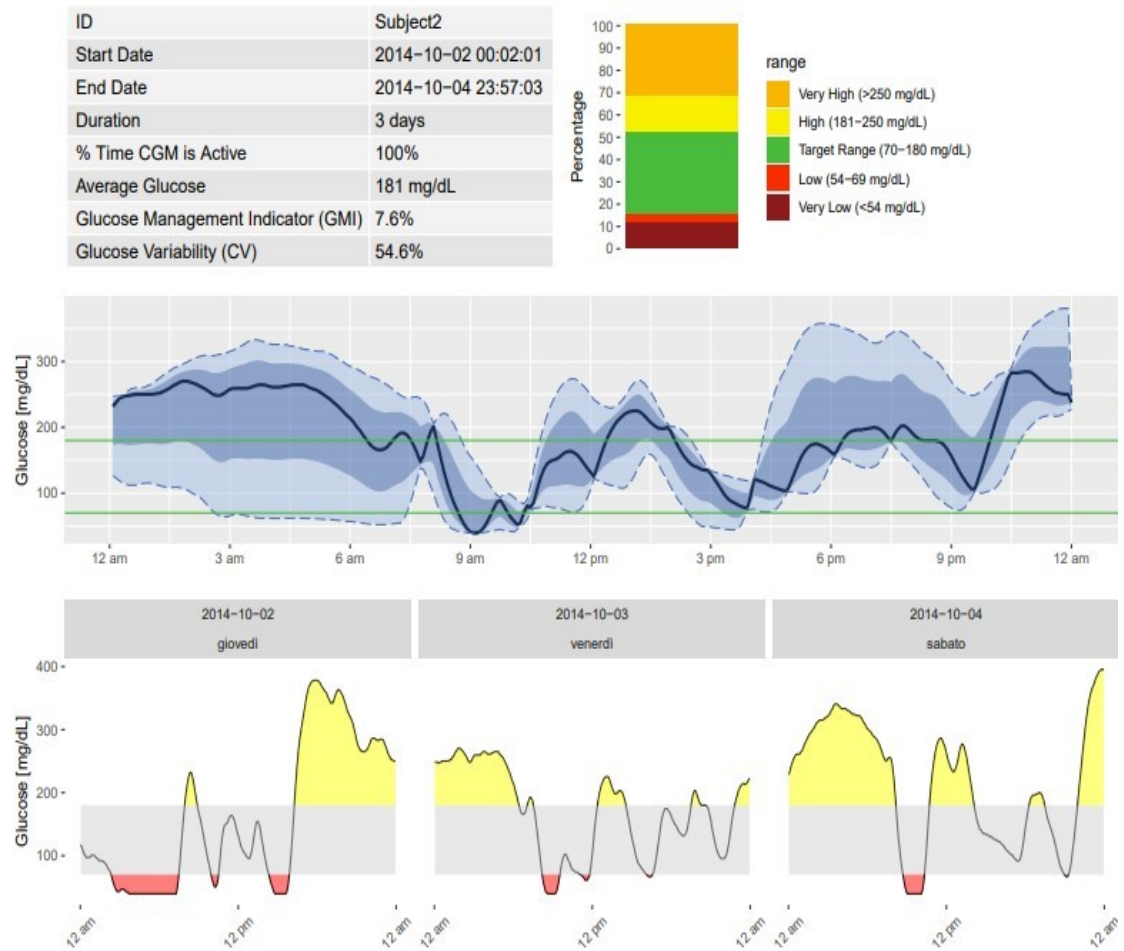 ID Subject2
Start Date 2014−10−02 00:02:01
End Date 2014−10−04 23:57:03
Duration 3 days
% Time CGM is Active 100%
Average Glucose 181 mg/dL
Glucose Management Indicator (GMI) 7.6%
Glucose Variability (CV) 54.6%
Percentage
100
90
80
70
60
50
40
30
20
10
0
range
Very High (>250 mg/dL)
High (181−250 mg/dL)
Target Range (70−180 mg/dL)
Low (54−69 mg/dL)
Very Low (<54 mg/dL)
Glucose [mg/dL]
300
200
100
12 am 3 am 6 am 9 am 12 pm 3 pm 6 pm 9 pm 12 am
2014−10−02 2014−10−03 2014−10−04
giovedì venerdì sabato
Glucose [mg/dL]
400
300
200
100
12 am 12 pm 12 am 12 am 12 pm 12 am 12 am 12 pm 12 am